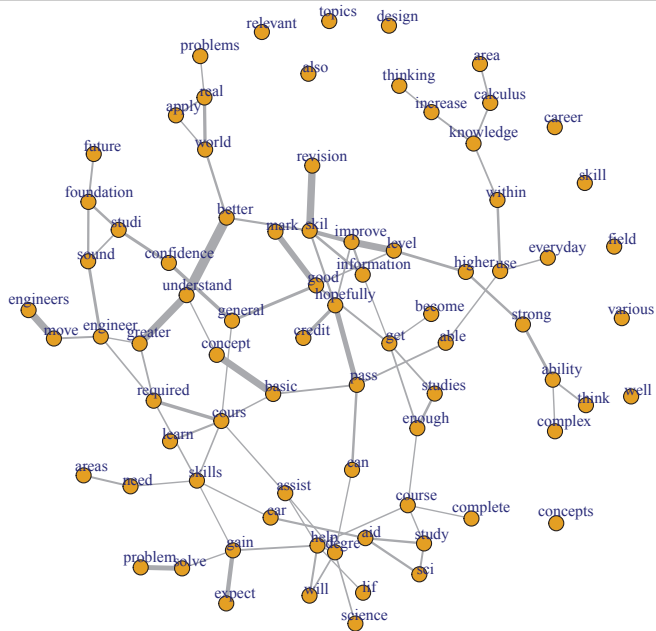 topics
design
relevant
problems
area
also
thinking
real
calculus
apply
increase
career
world
knowledge
future
revision
skill
foundation
within
better
studi
mark
skil
improve
field
level
confidence
sound
everyday
information
higher
use
good
understand
hopefully
engineers
general
become
various
strong
move
engineer
greater
credit
get
able
concept
ability
pass
basic
studies
required
think
well
cours
enough
complex
learn
can
areas
need
skills
assist
course
complete
concepts
ear
aid
gain
help
degre
study
problem
solve
sci
expect
will
lif
science